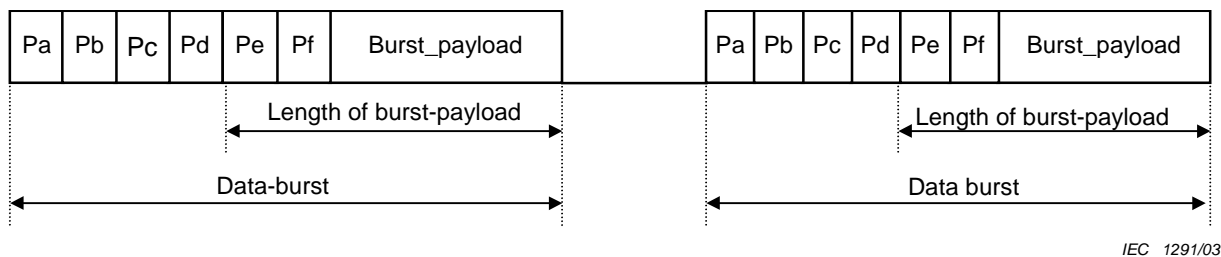 Pa Pb Pc Pd Pe Pf Burst_payload Pa Pb Pc Pd Pe Pf Burst_payload
Length of burst-payload Length of burst-payload
Data-burst Data burst
IEC 1291/03